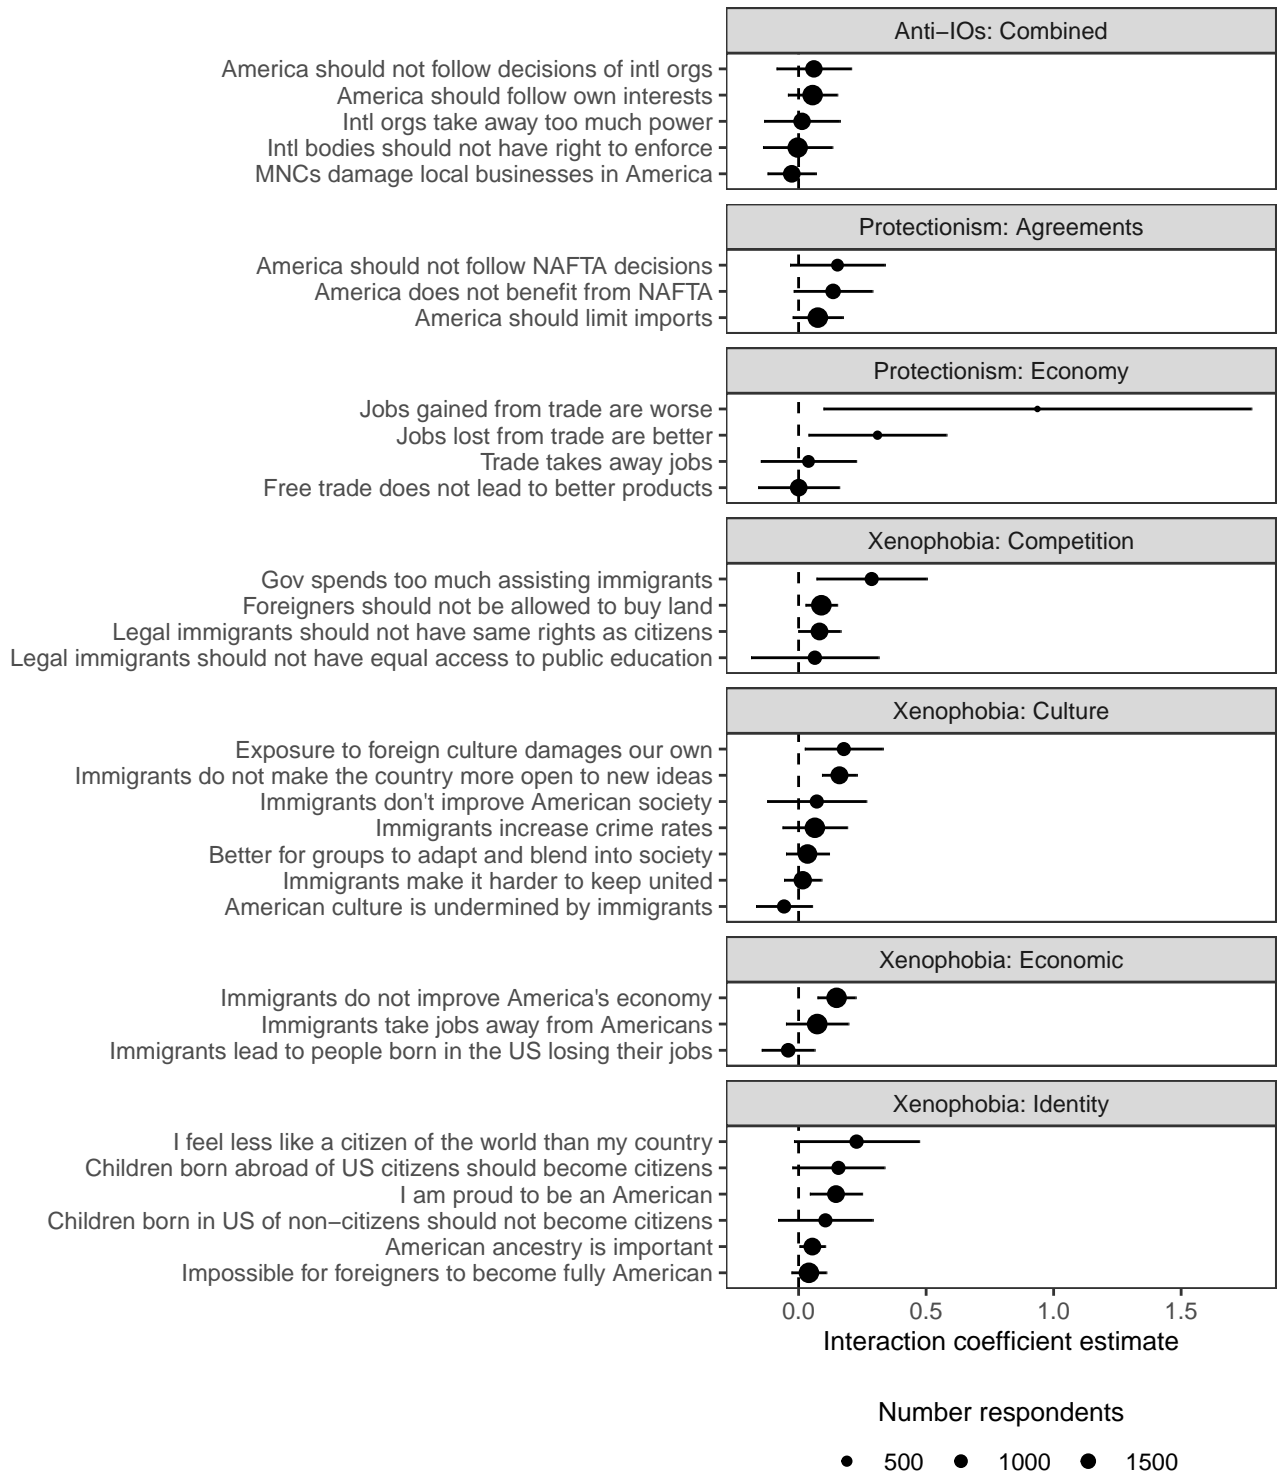 Anti−IOs: Combined
America should not follow decisions of intl orgs
America should follow own interests
Intl orgs take away too much power
Intl bodies should not have right to enforce
MNCs damage local businesses in America
Protectionism: Agreements
America should not follow NAFTA decisions
America does not benefit from NAFTA
America should limit imports
Protectionism: Economy
Jobs gained from trade are worse
Jobs lost from trade are better
Trade takes away jobs
Free trade does not lead to better products
Xenophobia: Competition
Gov spends too much assisting immigrants
Foreigners should not be allowed to buy land
Legal immigrants should not have same rights as citizens
Legal immigrants should not have equal access to public education
Xenophobia: Culture
Exposure to foreign culture damages our own
Immigrants do not make the country more open to new ideas
Immigrants don't improve American society
Immigrants increase crime rates
Better for groups to adapt and blend into society
Immigrants make it harder to keep united
American culture is undermined by immigrants
Xenophobia: Economic
Immigrants do not improve America's economy
Immigrants take jobs away from Americans
Immigrants lead to people born in the US losing their jobs
Xenophobia: Identity
I feel less like a citizen of the world than my country
Children born abroad of US citizens should become citizens
I am proud to be an American
Children born in US of non−citizens should not become citizens
American ancestry is important
Impossible for foreigners to become fully American
0.0 0.5 1.0 1.5
Interaction coefficient estimate
Number respondents
500 1000 1500